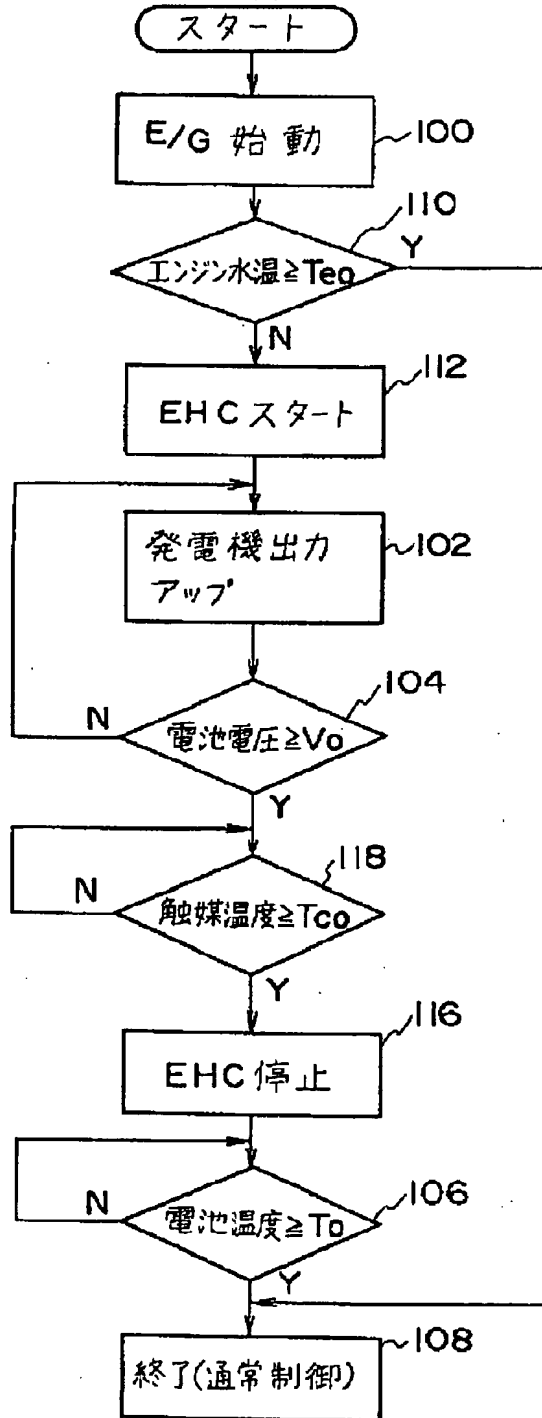 スタート
E/G 始動
100
110
エンジン水温≧Teo
Y
N
112
EHCスタート
発電機出力
アップ
102
104
N
電池電圧≧Vo
Y
118
N
触媒温度≧Tco
Y
116
EHC停止
106
N
電池温度≧To
Y
108
終了(通常制御)